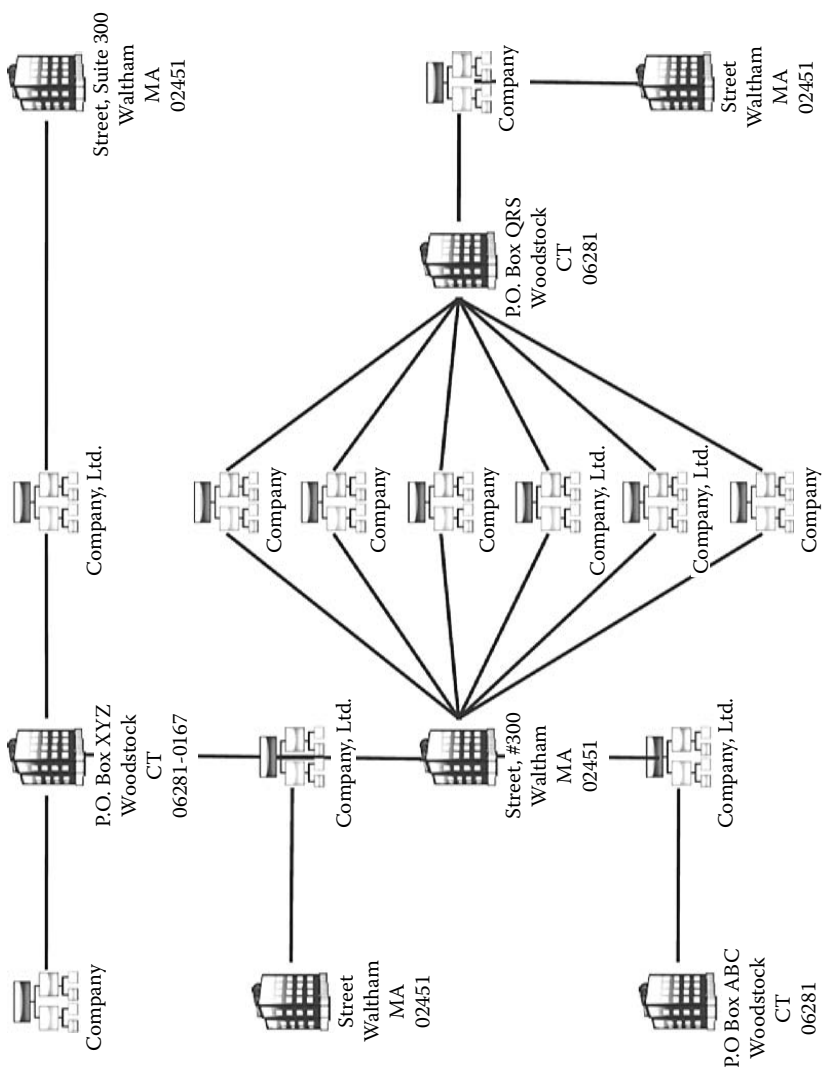 Company
P.O. Box XYZ
Woodstock
CT
06281-0167
Company, Ltd.
Street, Suite 300
Waltham
MA
02451
Street
Waltham
MA
02451
Company, Ltd.
Company
Company
Company
Company, Ltd.
Company, Ltd.
Company
Street, #300
Waltham
MA
02451
P.O. Box QRS
Woodstock
CT
06281
Company
P.O Box ABC
Woodstock
CT
06281
Company, Ltd.
Street
Waltham
MA
02451